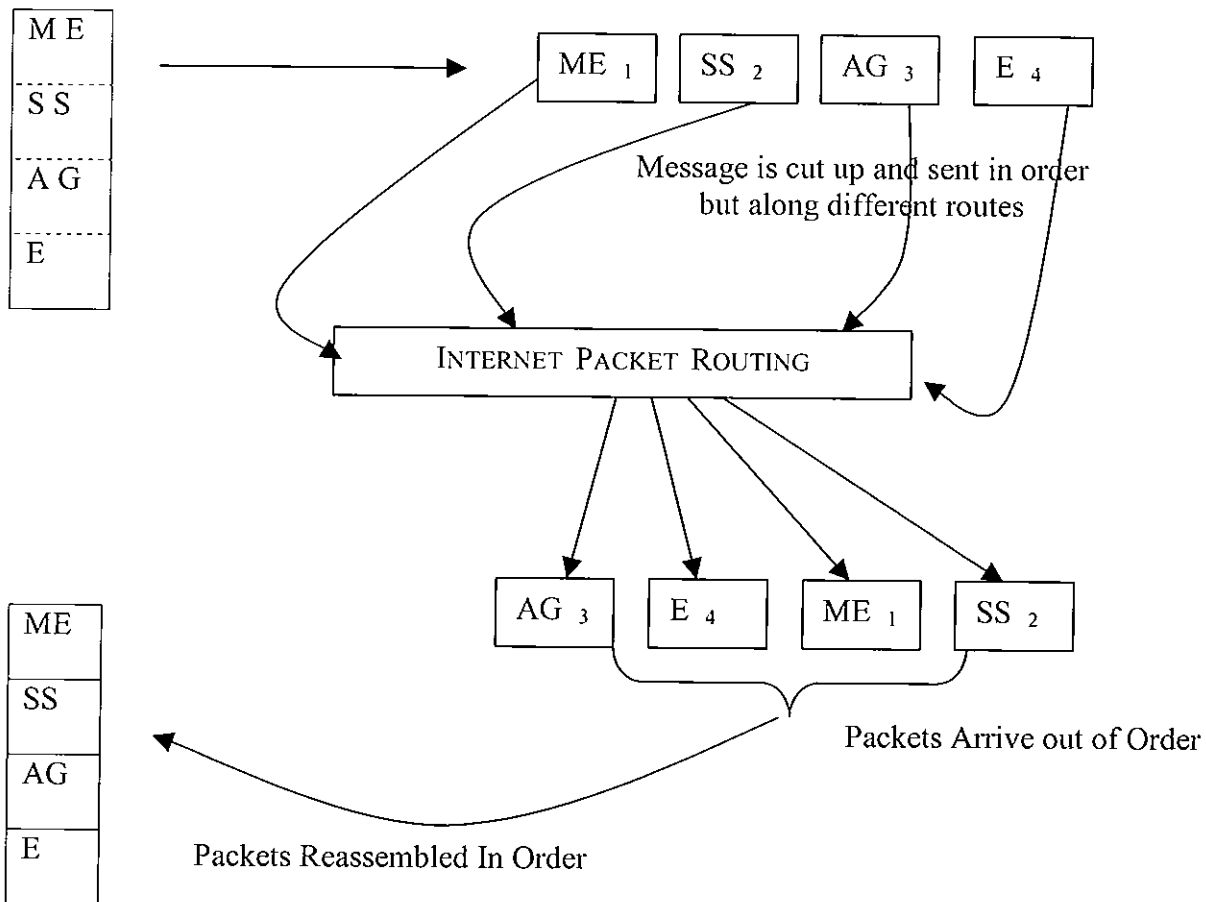 M E
S S
A G
E
ME 1
SS 2
AG 3
E 4
Message is cut up and sent in order
but along different routes
INTERNET PACKET ROUTING
AG 3
E 4
ME 1
SS 2
Packets Arrive out of Order
ME
SS
AG
E
Packets Reassembled In Order